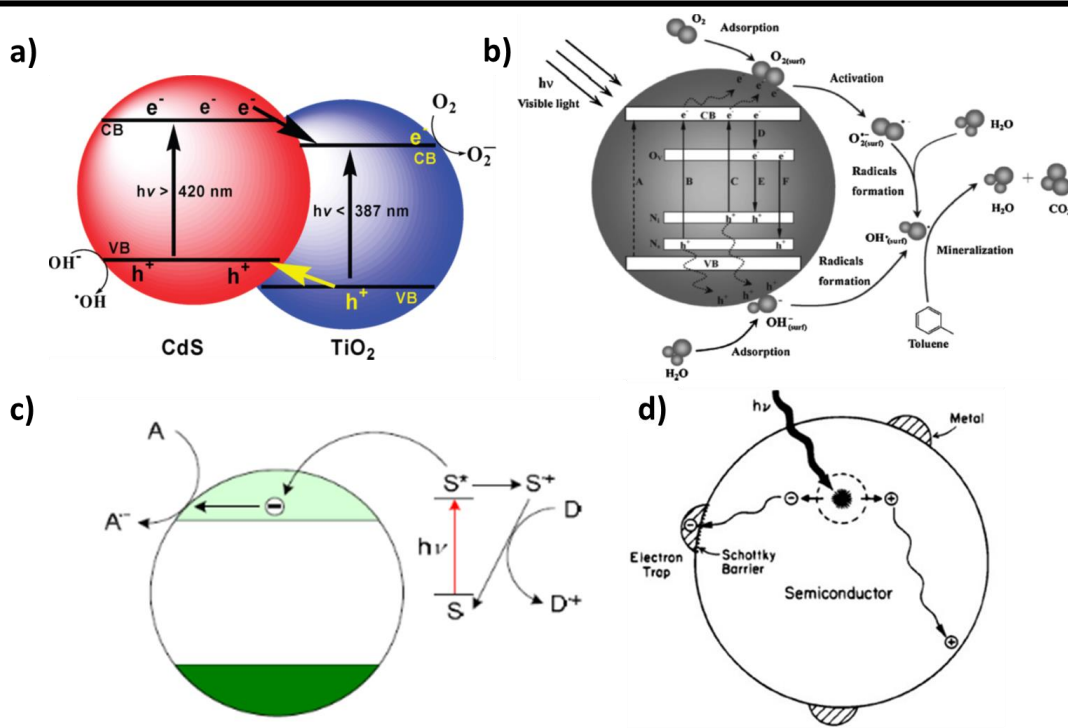 a)
e⁻ e⁻ e⁻
CB
hν > 420 nm
VB
h⁺ h⁺
OH⁻
•OH
CdS
O₂
e⁻
CB
O₂⁻
hν < 387 nm
h⁺
VB
TiO₂
b)
O₂
Adsorption
O₂(surf)
hν
Visible light
e⁻ e⁻ e⁻
Activation
e⁻ CB e⁻ e⁻
D
O₂•⁻(surf)
H₂O
Oᵥ
e⁻ e⁻
A B C E F
Radicals
formation
H₂O + CO₂
h⁺ h⁺
OH•(surf)
Mineralization
h⁺ h⁺
VB
Radicals
formation
h⁺ h⁺ h⁺
OH⁻(surf)
H₂O
Adsorption
Toluene
c)
A
A•⁻
S*
S•⁺
hν
S
D
D•⁺
d)
hν
Metal
Electron
Trap
Schottky
Barrier
Semiconductor